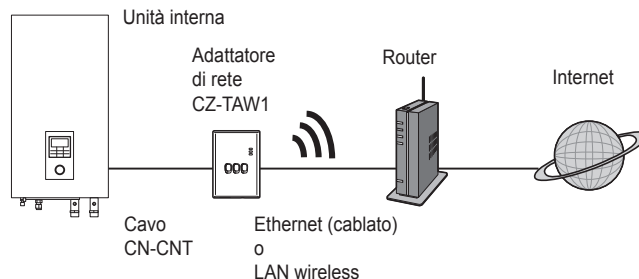 Unità interna
Adattatore
di rete
CZ-TAW1
Router
Internet
Cavo
CN-CNT
Ethernet (cablato)
o
LAN wireless